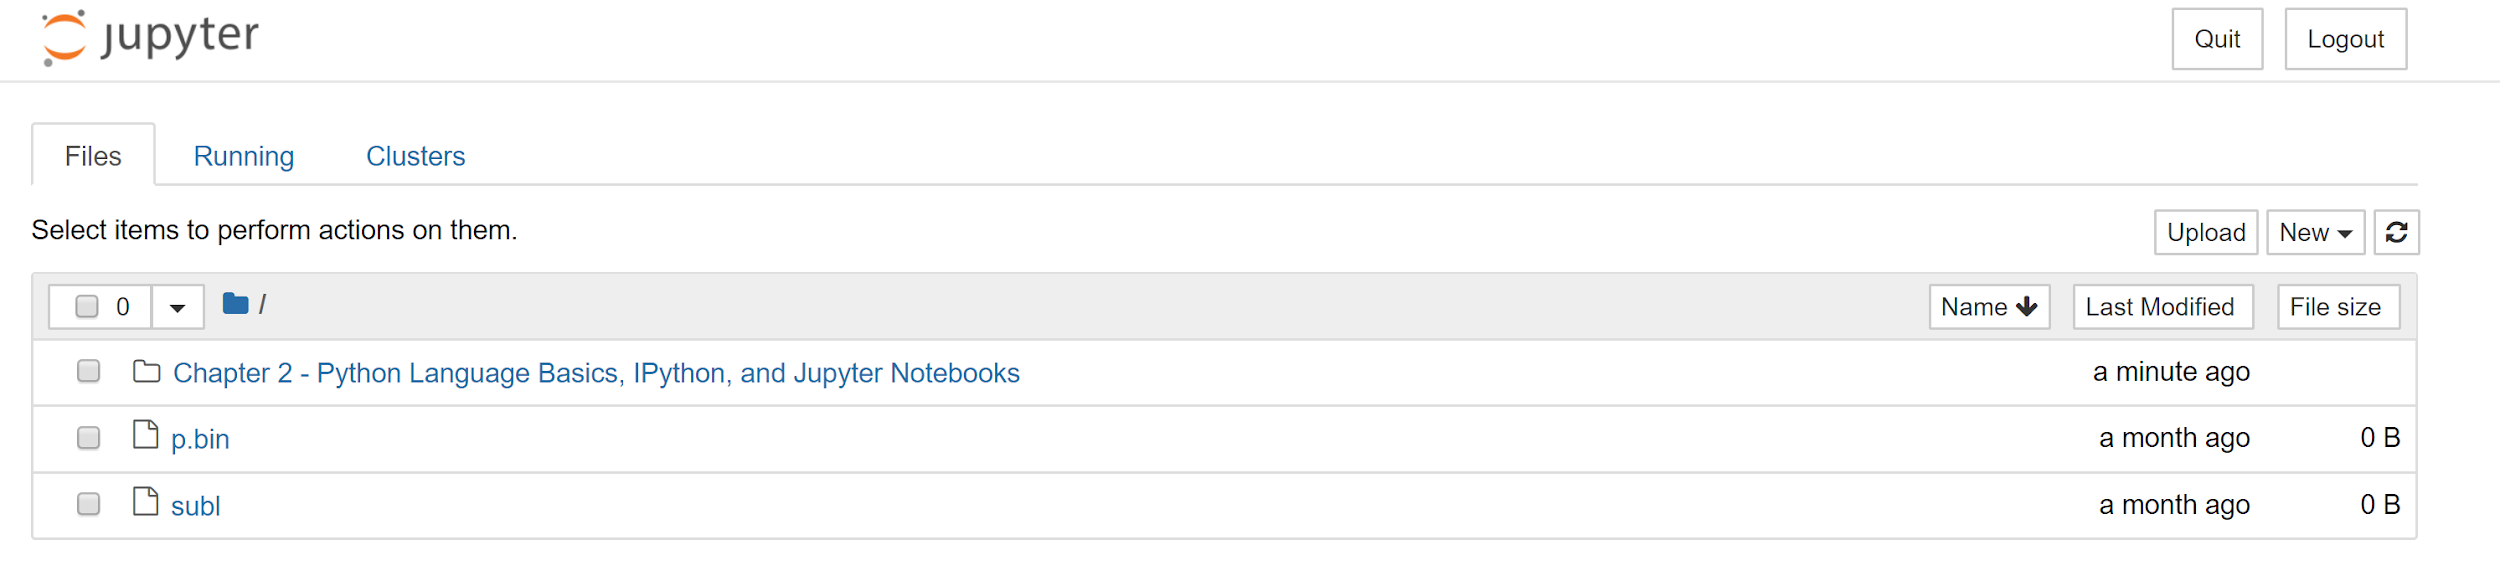 jupyter
Quit
Logout
Files
Running
Clusters
Select items to perform actions on them.
Upload
New
0
/
Name
Last Modified
File size
Chapter 2 - Python Language Basics, IPython, and Jupyter Notebooks
a minute ago
p.bin
a month ago
0 B
subl
a month ago
0 B